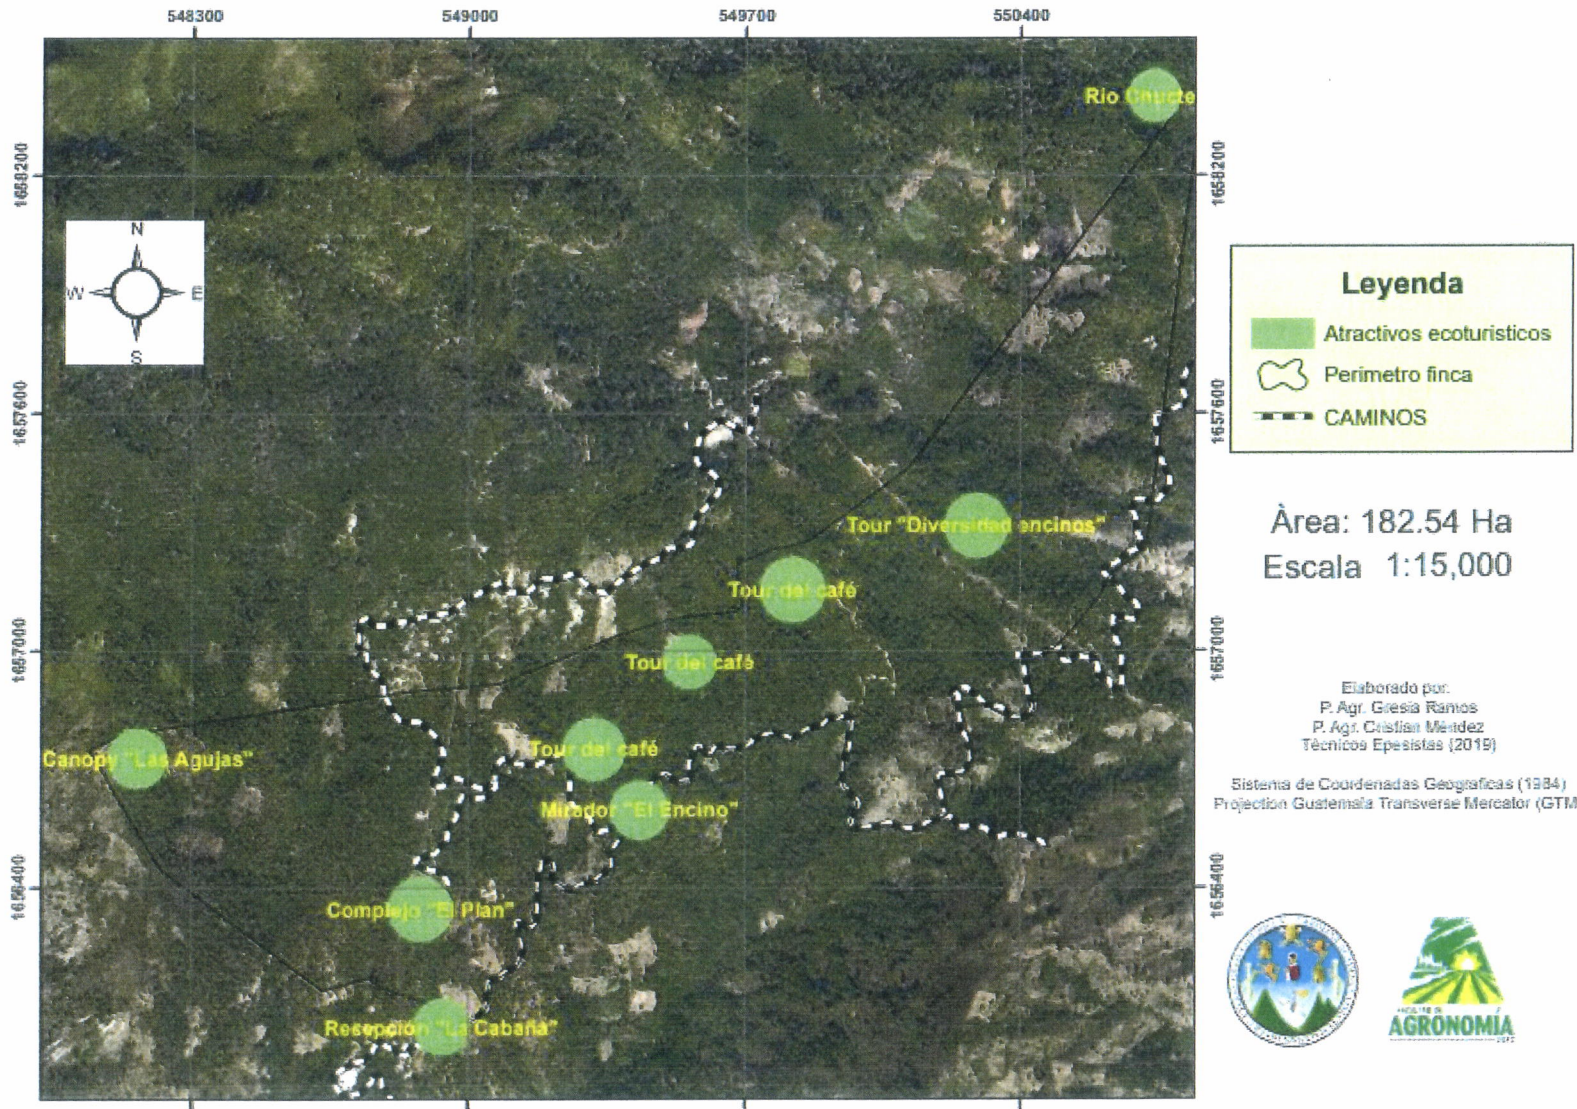 548300 549000 549700 550400
Rio Chucte
1658200 1658200
N
W E
S
Leyenda
Atractivos ecoturísticos
Perimetro finca
CAMINOS
1657600 1657600
Tour "Diversidad encinos"
Àrea: 182.54 Ha
Escala 1:15,000
Tour del café
Tour del café
1657000 1657000
Elaborado por:
P. Agr. Gresia Ramos
P. Agr. Cristian Méndez
Técnicos Epesistas (2019)
Tour del café
Canopy "Las Agujas"
Sistema de Coordenadas Geograficas (1984)
Projection Guatemala Transverse Mercator (GTM
Mirador "El Encino"
1656400 1656400
Complejo "El Plan"
Resepción "La Cabaña"
AGRONOMÍA